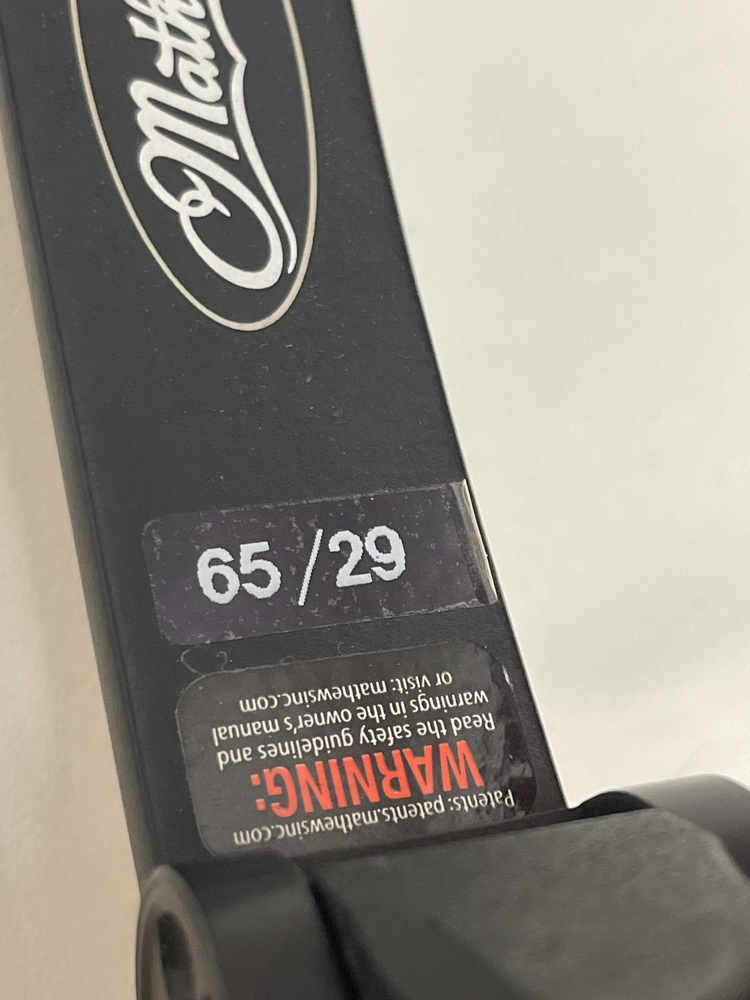 Math
65/29
Patents: patents.mathewsinc.com
WARNING:
Read the safety guidelines and
warnings in the owner's manual
or visit: mathewsinc.com